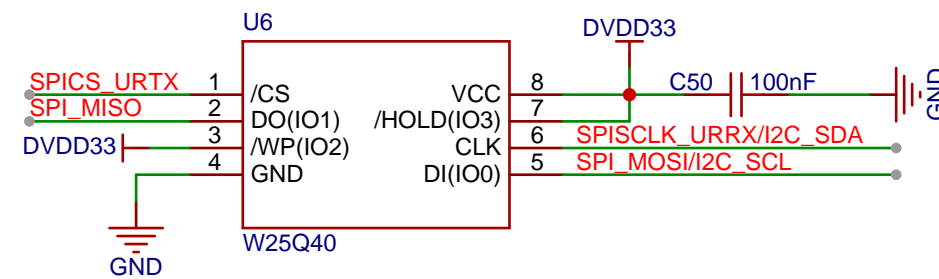 U6
DVDD33
SPICS_URTX 1 /CS VCC 8 C50 100nF GND
SPI_MISO 2 DO(IO1) /HOLD(IO3) 7
DVDD33 3 /WP(IO2) CLK 6 SPISCLK_URRX/I2C_SDA
4 GND DI(IO0) 5 SPI_MOSI/I2C_SCL
W25Q40
GND